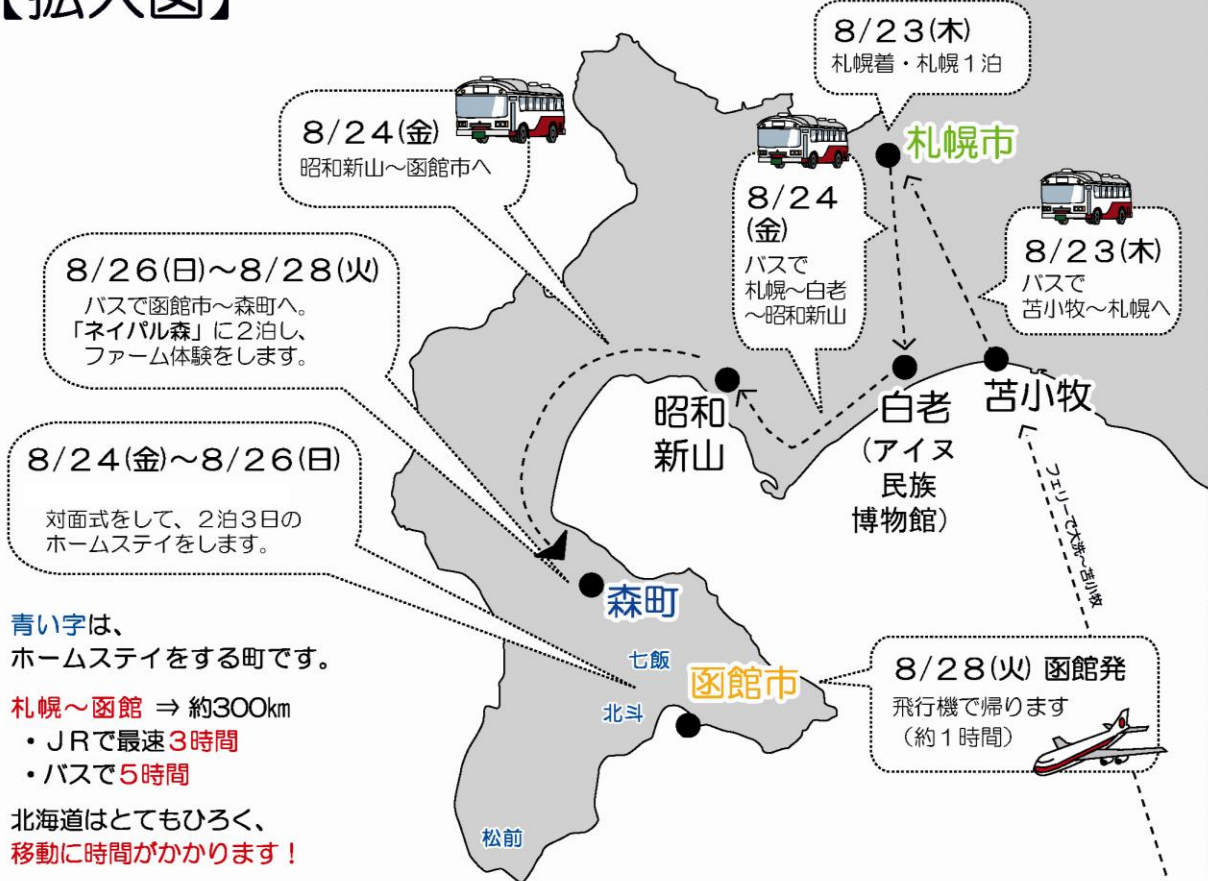 【拡大図】
8/23(木)
札幌着・札幌1泊
8/24(金)
昭和新山～函館市へ
札幌市
8/24
(金)
バスで
札幌～白老
～昭和新山
8/23(木)
バスで
苫小牧～札幌へ
8/26(日)～8/28(火)
バスで函館市～森町へ。
「ネイパル森」に2泊し、
ファーム体験をします。
昭和
新山
白老
(アイヌ
民族
博物館)
苫小牧
フェリーで大洗～苫小牧
8/24(金)～8/26(日)
対面式をして、2泊3日の
ホームステイをします。
森町
七飯
函館市
北斗
松前
8/28(火) 函館発
飛行機で帰ります
(約1時間)
青い字は、
ホームステイをする町です。
札幌～函館 ⇒ 約300km
・JRで最速3時間
・バスで5時間
北海道はとてもひろく、
移動に時間がかかります！